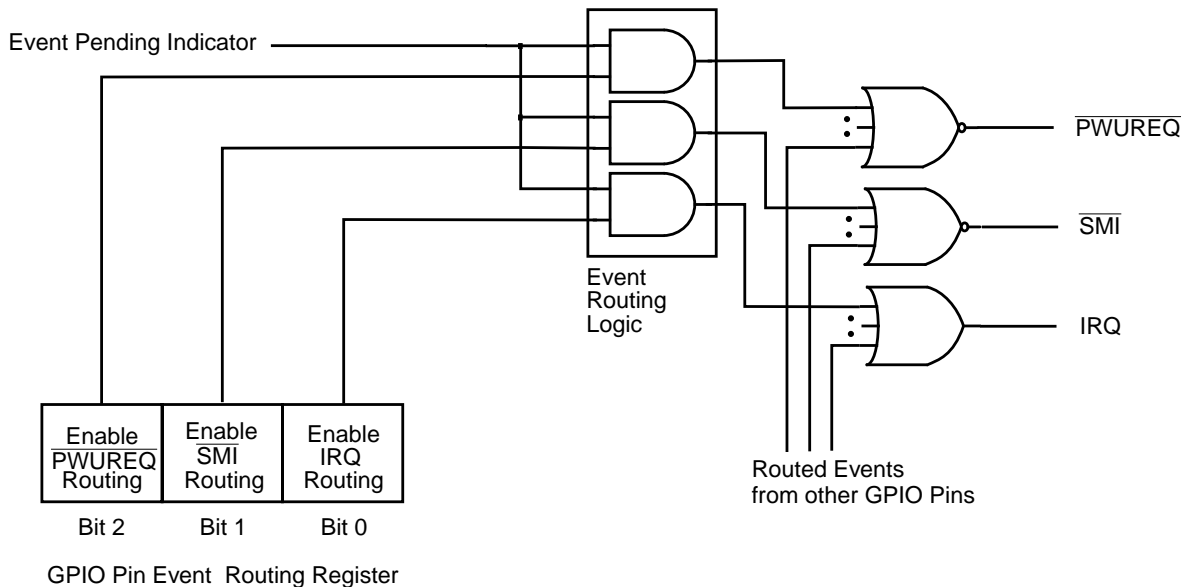 Event Pending Indicator
PWUREQ
SMI
IRQ
Event
Routing
Logic
Enable
PWUREQ
Routing
Enable
SMI
Routing
Enable
IRQ
Routing
Routed Events
from other GPIO Pins
Bit 2
Bit 1
Bit 0
GPIO Pin Event Routing Register